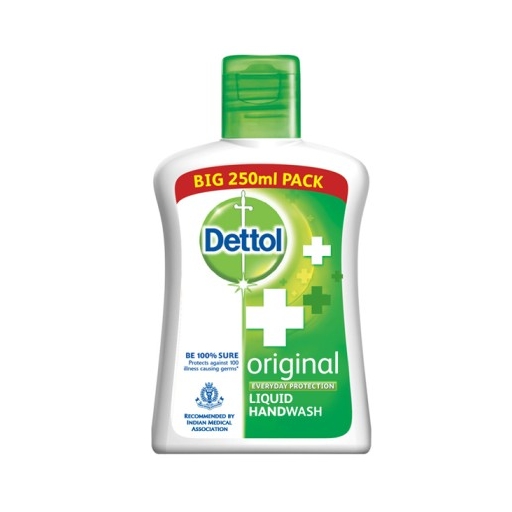 BIG 250ml PACK
Dettol
BE 100% SURE
Protects against 100
illness causing germs*
RECOMMENDED BY
INDIAN MEDICAL
ASSOCIATION
original
EVERYDAY PROTECTION
LIQUID
HANDWASH